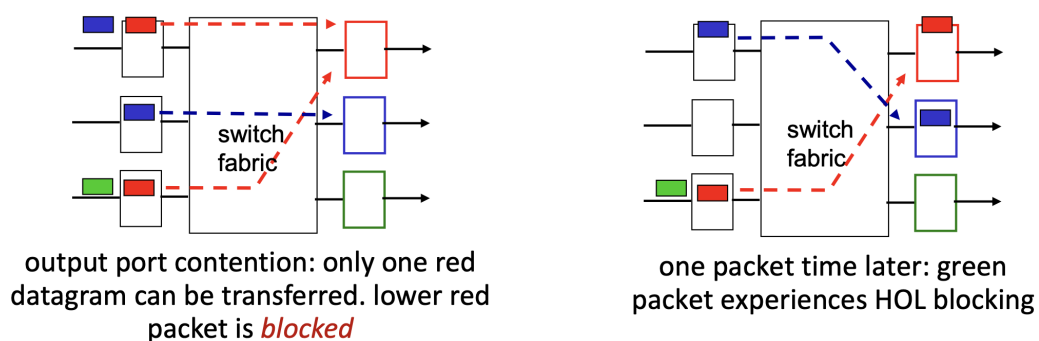 switch
fabric
output port contention: only one red
datagram can be transferred. lower red
packet is blocked
switch
fabric
one packet time later: green
packet experiences HOL blocking